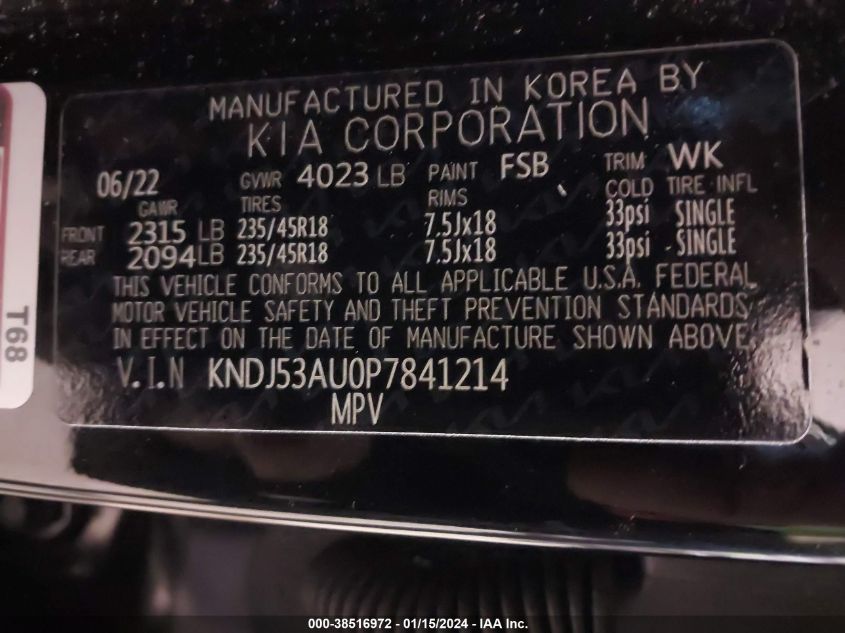 MANUFACTURED IN KOREA BY
KIA CORPORATION
06/22 GVWR 4023 LB PAINT FSB TRIM WK
GAWR TIRES RIMS COLD TIRE INFL
FRONT 2315 LB 235/45R18 7.5Jx18 33psi SINGLE
REAR 2094 LB 235/45R18 7.5Jx18 33psi SINGLE
THIS VEHICLE CONFORMS TO ALL APPLICABLE U.S.A. FEDERAL
MOTOR VEHICLE SAFETY AND THEFT PREVENTION STANDARDS
IN EFFECT ON THE DATE OF MANUFACTURE SHOWN ABOVE.
V.I.N KNDJ53AU0P7841214
MPV
T68
000-38516972 - 01/15/2024 - IAA Inc.